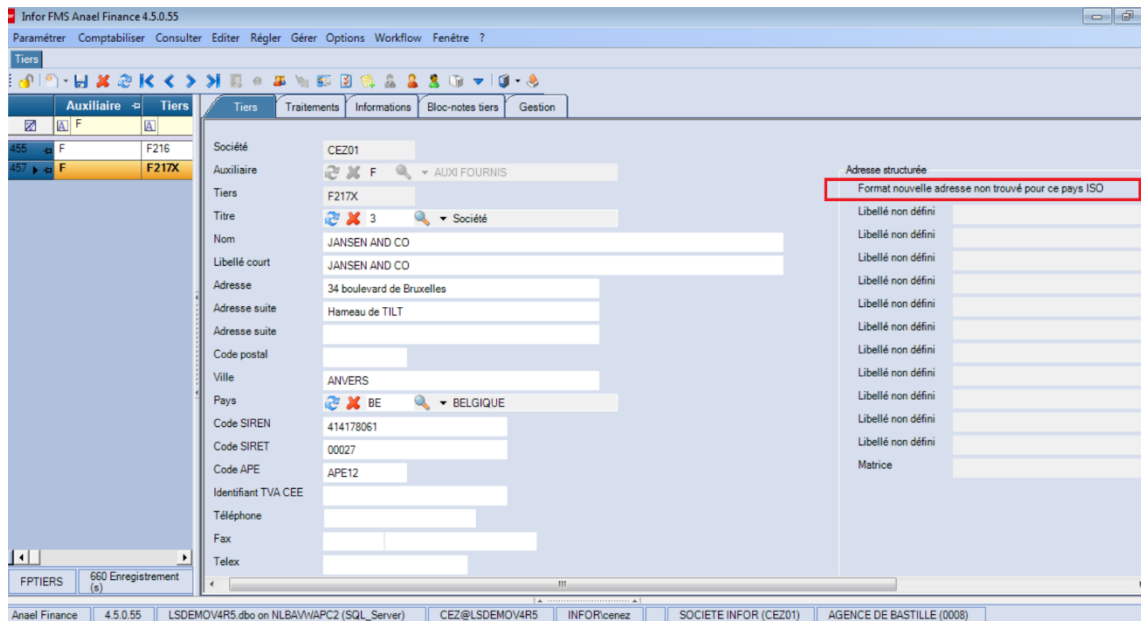 Infor FMS Anael Finance 4.5.0.55
Paramétrer Comptabiliser Consulter Editer Régler Gérer Options Workflow Fenêtre ?
Tiers
Auxiliaire Tiers
A F A
455 F F216
457 F F217X
Tiers Traitements Informations Bloc-notes tiers Gestion
Société CEZ01
Auxiliaire F AUXI FOURNIS
Tiers F217X
Titre 3 Société
Nom JANSEN AND CO
Libellé court JANSEN AND CO
Adresse 34 boulevard de Bruxelles
Adresse suite Hameau de TILT
Adresse suite
Code postal
Ville ANVERS
Pays BE BELGIQUE
Code SIREN 414178061
Code SIRET 00027
Code APE APE12
Identifiant TVA CEE
Téléphone
Fax
Telex
Adresse structurée
Format nouvelle adresse non trouvé pour ce pays ISO
Libellé non défini
Libellé non défini
Libellé non défini
Libellé non défini
Libellé non défini
Libellé non défini
Libellé non défini
Libellé non défini
Libellé non défini
Libellé non défini
Libellé non défini
Matrice
FPTIERS 660 Enregistrement
(s)
Anael Finance 4.5.0.55 LSDEMOV4R5.dbo on NLBAVWAPC2 (SQL_Server) CEZ@LSDEMOV4R5 INFOR\cenez SOCIETE INFOR (CEZ01) AGENCE DE BASTILLE (0008)